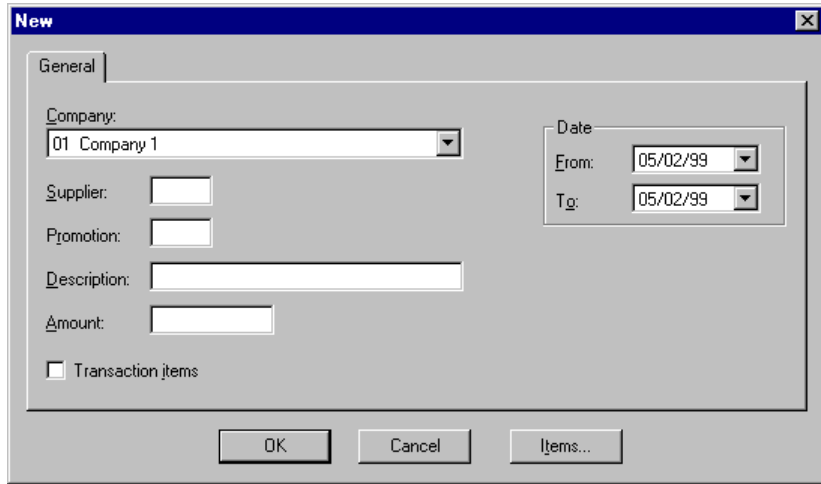 New
General
Company:
01 Company 1
Supplier:
Promotion:
Description:
Amount:
Transaction items
Date
From: 05/02/99
To: 05/02/99
OK Cancel Items...